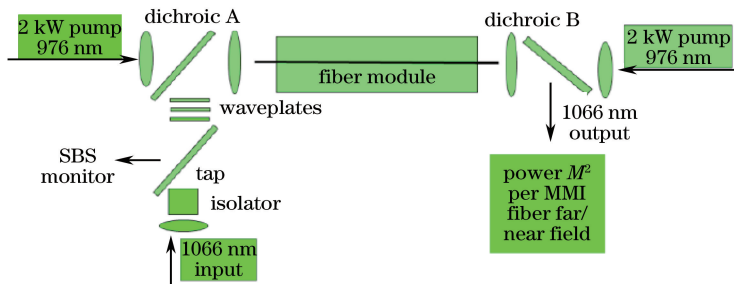 2 kW pump
976 nm
dichroic A
fiber module
dichroic B
2 kW pump
976 nm
waveplates
1066 nm
output
SBS
monitor
tap
isolator
1066 nm
input
power M²
per MMI
fiber far/
near field